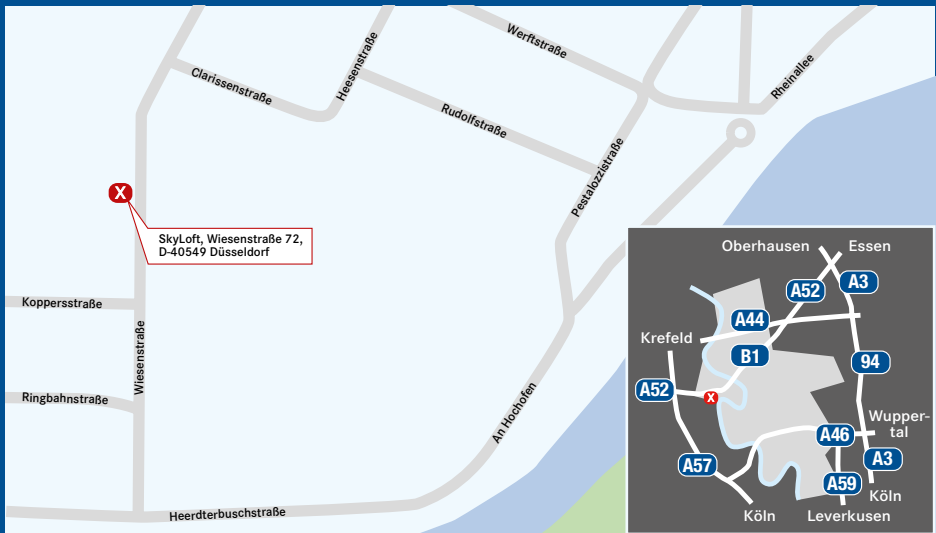 Werftstraße
Heesenstraße
Clarissenstraße
Rheinallee
Rudolfstraße
Pestalozzistraße
X
SkyLoft, Wiesenstraße 72,
D-40549 Düsseldorf
Koppersstraße
Wiesenstraße
Ringbahnstraße
An Hochofen
Heerdterbuschstraße
Oberhausen
Essen
A3
A52
A44
Krefeld
B1
94
A52
X
Wupper-
tal
A46
A57
A3
A59
Köln
Köln
Leverkusen